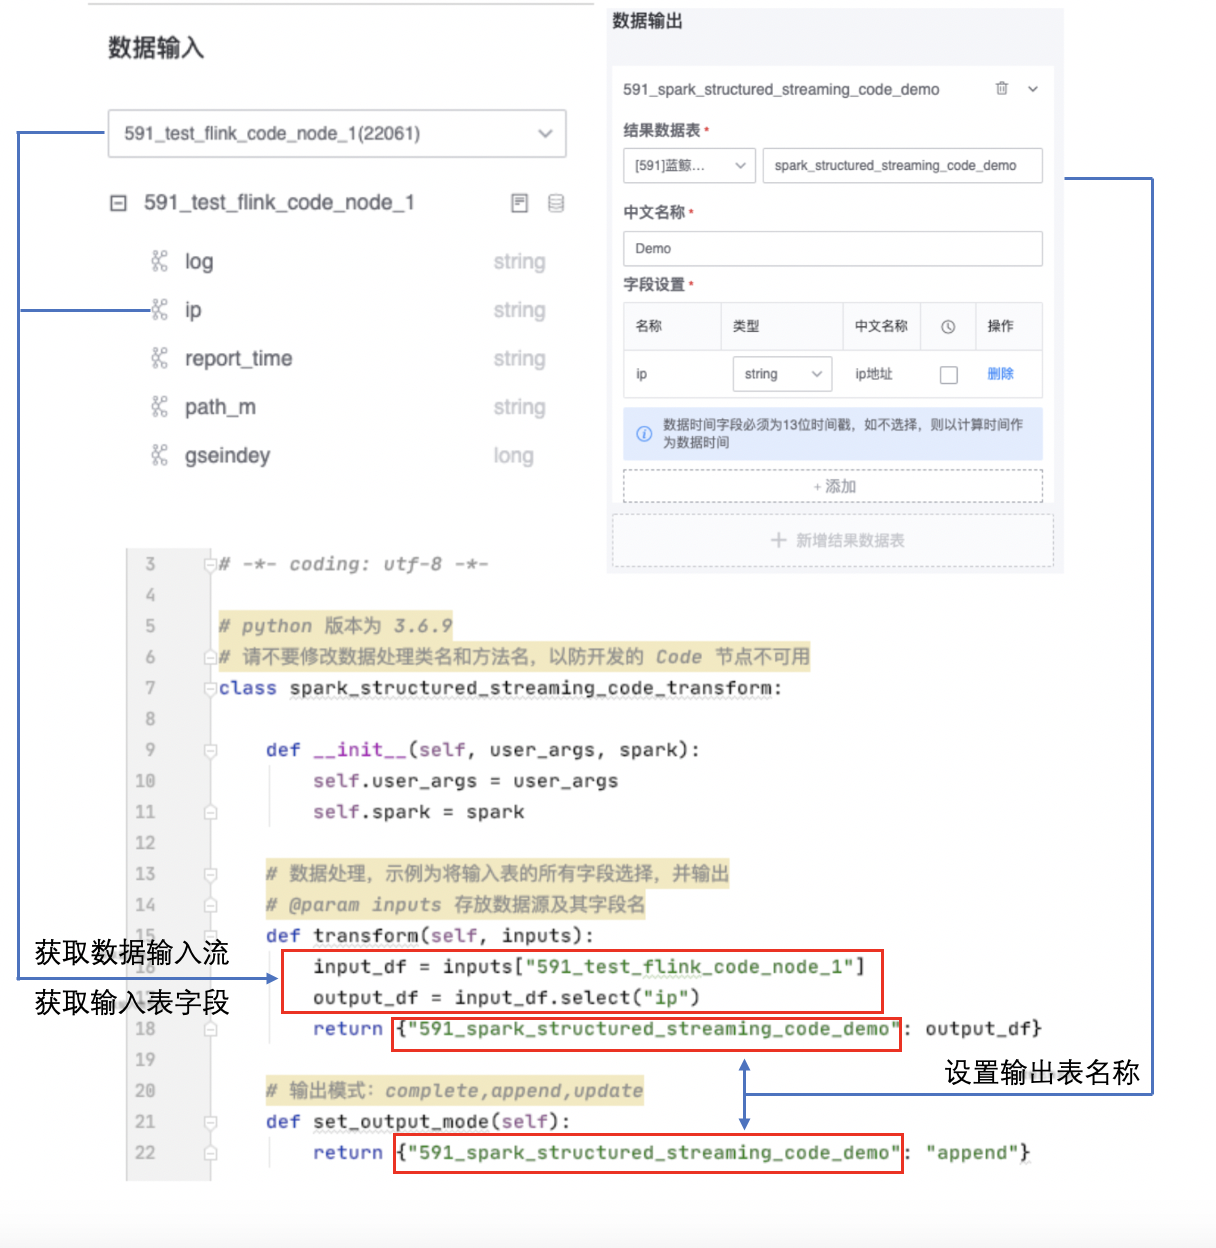 数据输入
591_test_flink_code_node_1(22061)
591_test_flink_code_node_1
log string
ip string
report_time string
path_m string
gseindey long
数据输出
591_spark_structured_streaming_code_demo
结果数据表*
[591]蓝鲸... spark_structured_streaming_code_demo
中文名称*
Demo
字段设置*
名称 类型 中文名称 操作
ip string ip地址 删除
数据时间字段必须为13位时间戳，如不选择，则以计算时间作
为数据时间
+ 添加
+ 新增结果数据表
3 # -*- coding: utf-8 -*-
4
5 # python 版本为 3.6.9
6 # 请不要修改数据处理类名和方法名，以防开发的 Code 节点不可用
7 class spark_structured_streaming_code_transform:
8
9 def __init__(self, user_args, spark):
10 self.user_args = user_args
11 self.spark = spark
12
13 # 数据处理，示例为将输入表的所有字段选择，并输出
14 # @param inputs 存放数据源及其字段名
15 def transform(self, inputs):
获取数据输入流
16 input_df = inputs["591_test_flink_code_node_1"]
获取输入表字段
output_df = input_df.select("ip")
18 return {"591_spark_structured_streaming_code_demo": output_df}
19
设置输出表名称
20 # 输出模式: complete,append,update
21 def set_output_mode(self):
22 return {"591_spark_structured_streaming_code_demo": "append"}